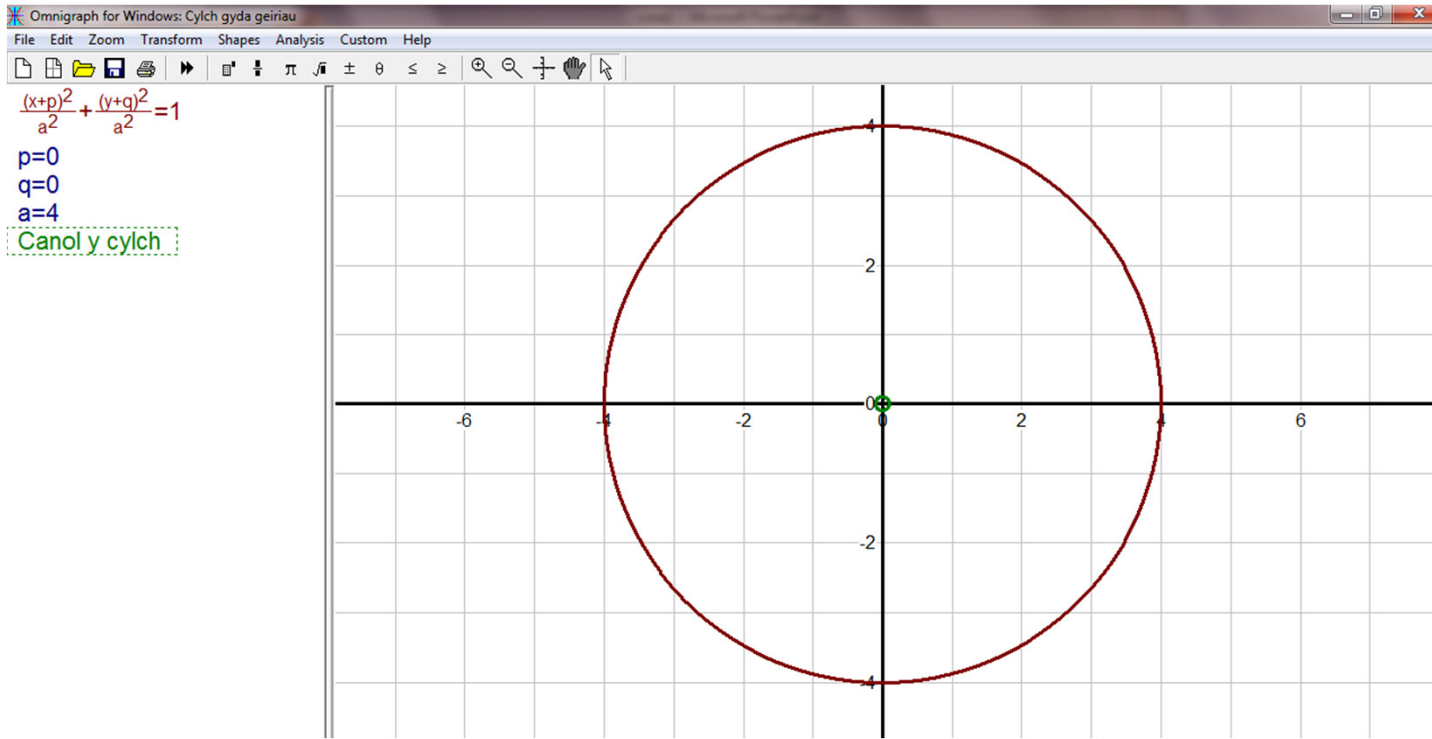 Omnigraph for Windows: Cylch gyda geiriau
File Edit Zoom Transform Shapes Analysis Custom Help
π √ ± θ ≤ ≥
(x+p)²/a² + (y+q)²/a² =1
p=0
q=0
a=4
Canol y cylch
4
2
0
-6 -4 -2 0 2 4 6
-2
-4